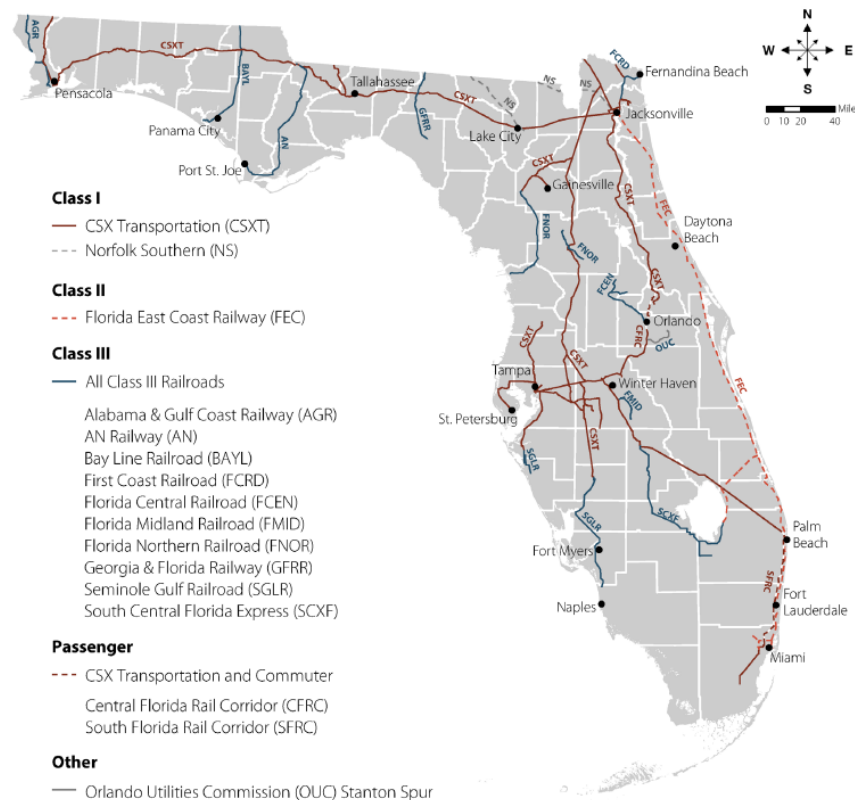 N
W E
S
0 10 20 40 Mile
AGR
CSXT
Pensacola
BAYL
Panama City
AN
Port St. Joe
Tallahassee
GFRR
CSXT
NS
NS
NS
Lake City
FCRD
Fernandina Beach
Jacksonville
CSXT
Gainesville
CSXT
FEC
Daytona
Beach
FNOR
FNOR
FCEN
CSXT
Orlando
CFRC
OUC
CSXT
CSXT
Tampa
Winter Haven
FMID
St. Petersburg
CSXT
FEC
SGLR
SGLR
SCXF
Palm
Beach
Fort Myers
SFRC
Naples
Fort
Lauderdale
Miami
Class I
CSX Transportation (CSXT)
Norfolk Southern (NS)
Class II
Florida East Coast Railway (FEC)
Class III
All Class III Railroads
Alabama & Gulf Coast Railway (AGR)
AN Railway (AN)
Bay Line Railroad (BAYL)
First Coast Railroad (FCRD)
Florida Central Railroad (FCEN)
Florida Midland Railroad (FMID)
Florida Northern Railroad (FNOR)
Georgia & Florida Railway (GFRR)
Seminole Gulf Railroad (SGLR)
South Central Florida Express (SCXF)
Passenger
CSX Transportation and Commuter
Central Florida Rail Corridor (CFRC)
South Florida Rail Corridor (SFRC)
Other
Orlando Utilities Commission (OUC) Stanton Spur